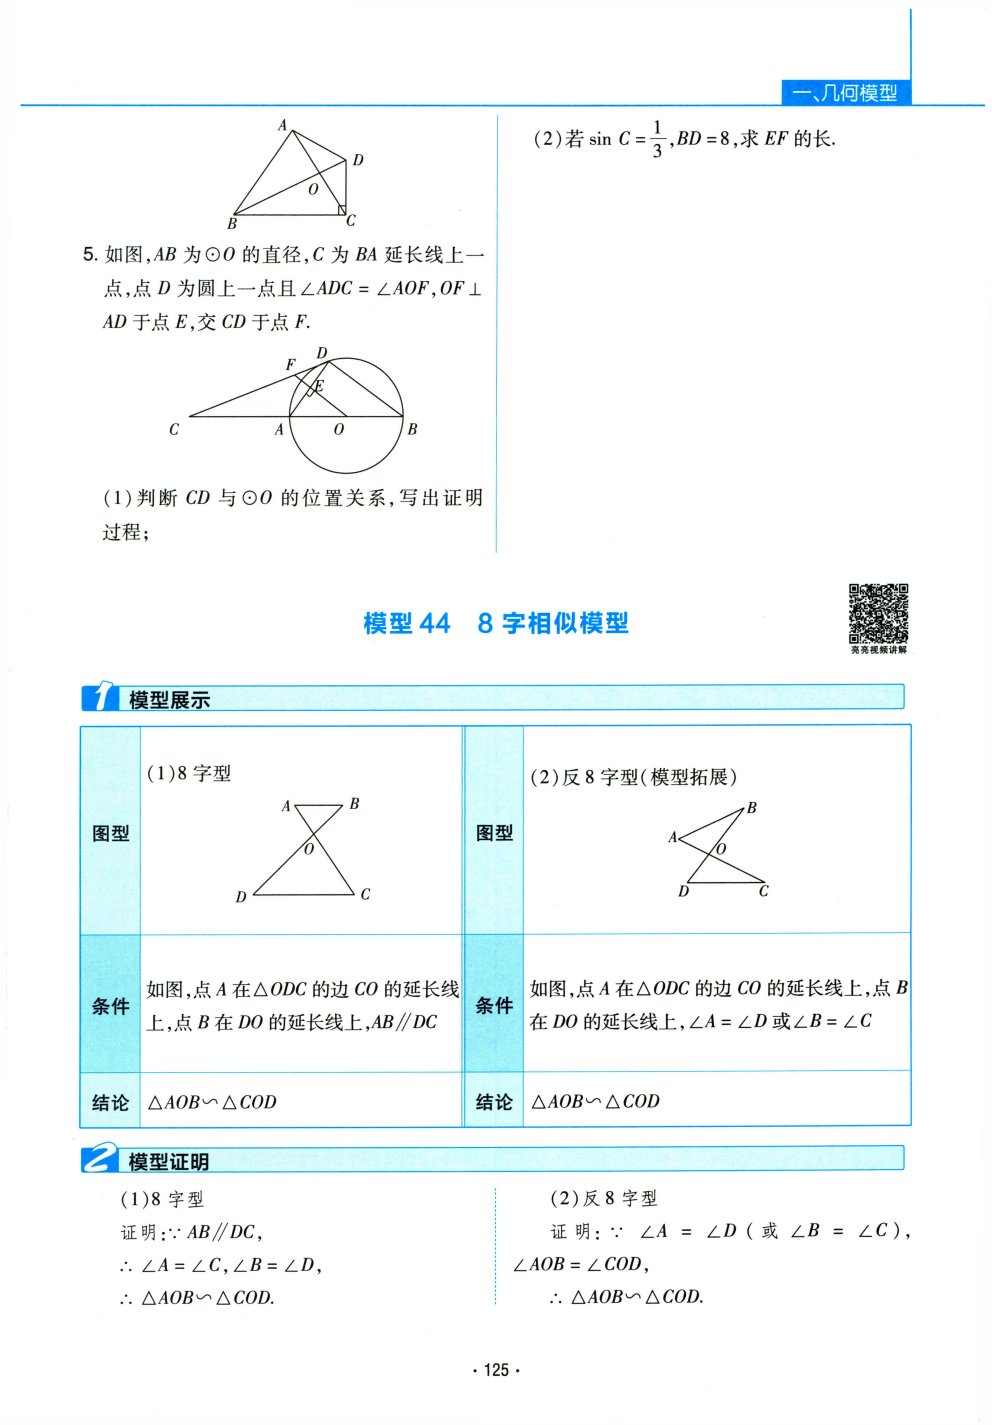 一、几何模型
A
D
O
B
C
5. 如图,AB 为⊙O 的直径,C 为 BA 延长线上一
点,点 D 为圆上一点且∠ADC = ∠AOF,OF⊥
AD 于点 E,交 CD 于点 F.
D
F
E
C
A
O
B
(1)判断 CD 与⊙O 的位置关系,写出证明
过程;
(2)若 sin C = 1/3,BD = 8,求 EF 的长.
模型 44 8 字相似模型
亮亮视频讲解
1 模型展示
图型
(1)8 字型
A
B
O
D
C
图型
(2)反 8 字型(模型拓展)
B
A
O
D
C
条件
如图,点 A 在△ODC 的边 CO 的延长线
上,点 B 在 DO 的延长线上,AB∥DC
条件
如图,点 A 在△ODC 的边 CO 的延长线上,点 B
在 DO 的延长线上,∠A = ∠D 或∠B = ∠C
结论
△AOB∽△COD
结论
△AOB∽△COD
2 模型证明
(1)8 字型
证明:∵ AB∥DC,
∴ ∠A = ∠C,∠B = ∠D,
∴ △AOB∽△COD.
(2)反 8 字型
证明:∵ ∠A = ∠D(或 ∠B = ∠C),
∠AOB = ∠COD,
∴ △AOB∽△COD.
· 125 ·